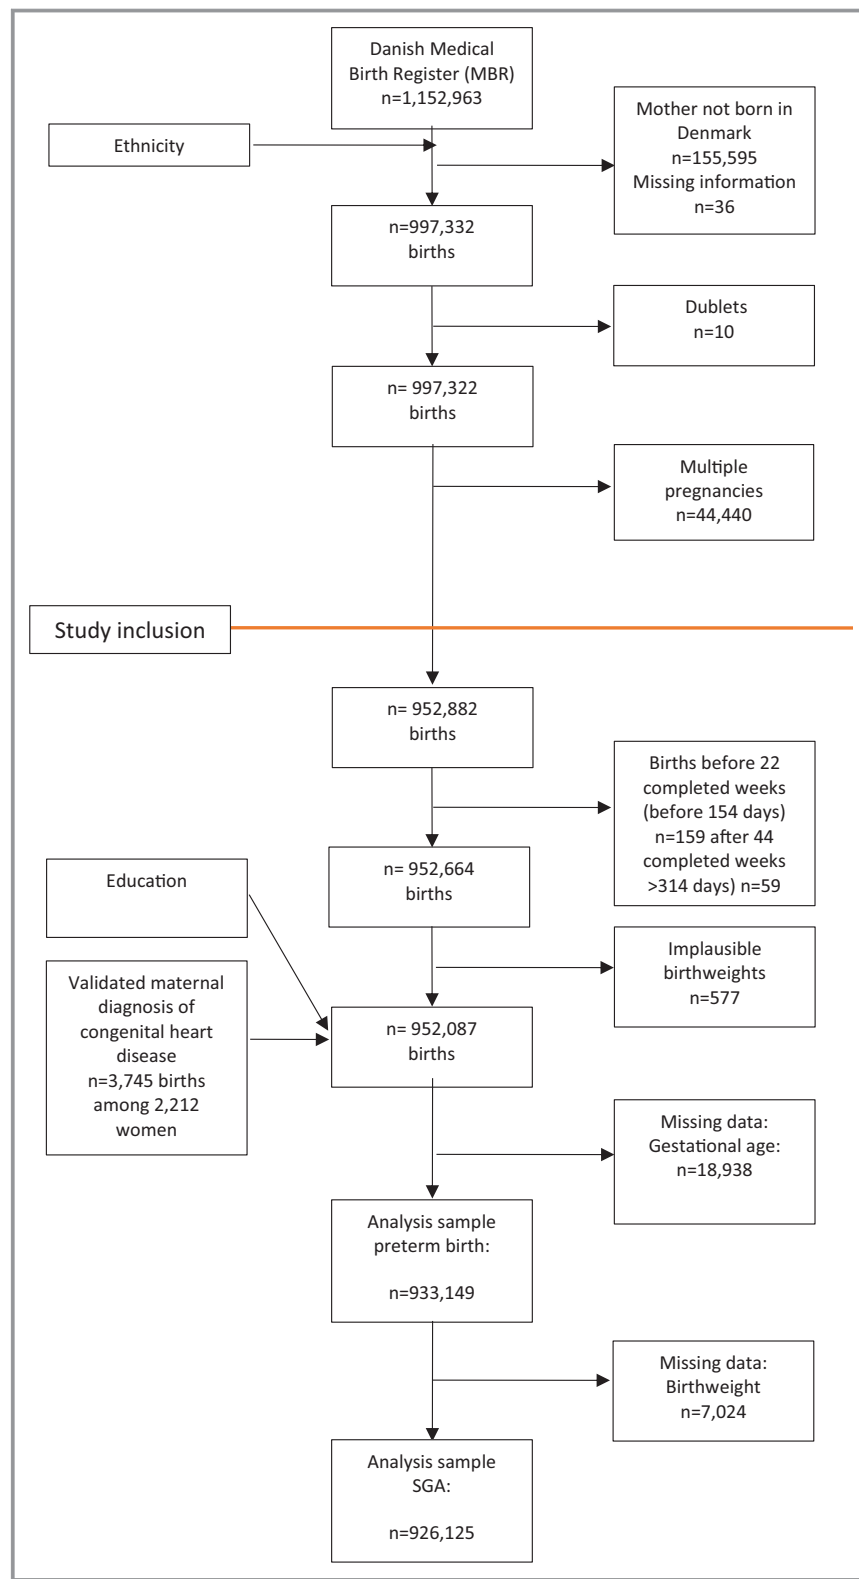 Danish Medical
Birth Register (MBR)
n=1,152,963
Mother not born in
Denmark
n=155,595
Missing information
n=36
Ethnicity
n=997,332
births
Dublets
n=10
n= 997,322
births
Multiple
pregnancies
n=44,440
Study inclusion
n= 952,882
births
Births before 22
completed weeks
(before 154 days)
n=159 after 44
completed weeks
>314 days) n=59
n= 952,664
births
Education
Implausible
birthweights
n=577
Validated maternal
diagnosis of
congenital heart
disease
n=3,745 births
among 2,212
women
n= 952,087
births
Missing data:
Gestational age:
n=18,938
Analysis sample
preterm birth:
n=933,149
Missing data:
Birthweight
n=7,024
Analysis sample
SGA:
n=926,125